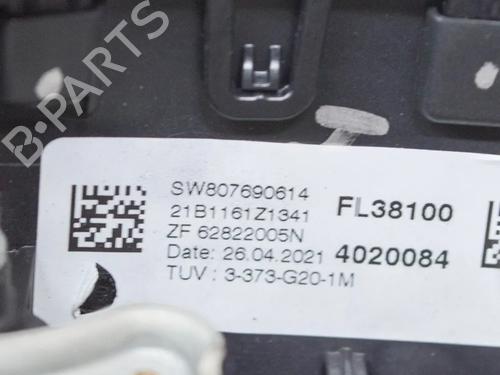 B-PARTS
SW807690614
21B1161Z1341
ZF 62822005N
Date: 26.04.2021
TUV : 3-373-G20-1M
FL38100
4020084